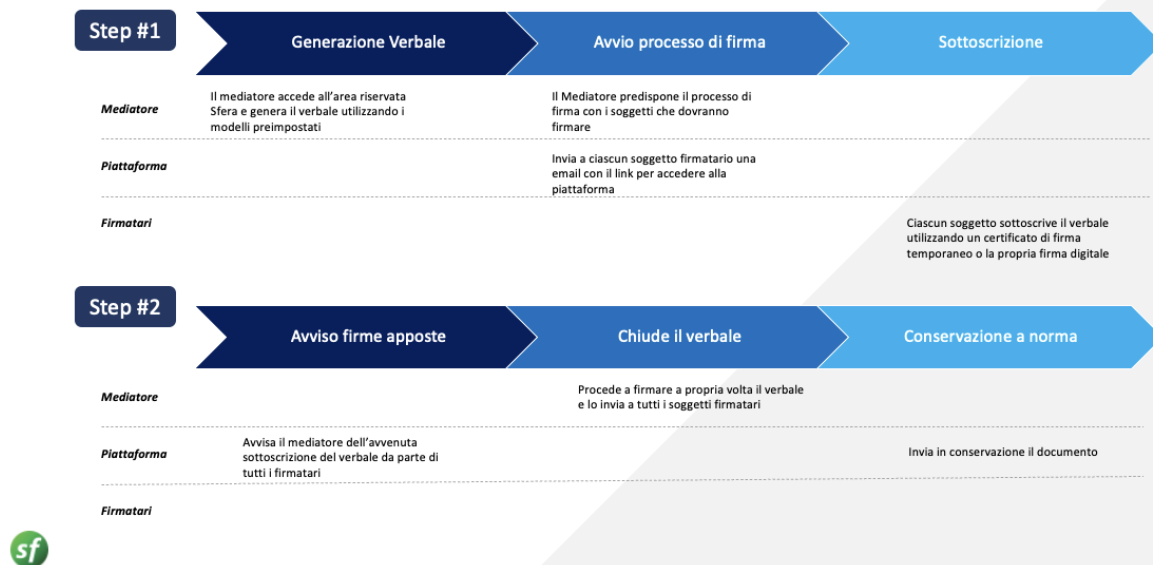 Step #1
Generazione Verbale
Avvio processo di firma
Sottoscrizione
Mediatore
Il mediatore accede all'area riservata
Sfera e genera il verbale utilizzando i
modelli preimpostati
Il Mediatore predispone il processo di
firma con i soggetti che dovranno
firmare
Piattaforma
Invia a ciascun soggetto firmatario una
email con il link per accedere alla
piattaforma
Firmatari
Ciascun soggetto sottoscrive il verbale
utilizzando un certificato di firma
temporaneo o la propria firma digitale
Step #2
Avviso firme apposte
Chiude il verbale
Conservazione a norma
Mediatore
Procede a firmare a propria volta il verbale
e lo invia a tutti i soggetti firmatari
Piattaforma
Avvisa il mediatore dell'avvenuta
sottoscrizione del verbale da parte di
tutti i firmatari
Invia in conservazione il documento
Firmatari
sf